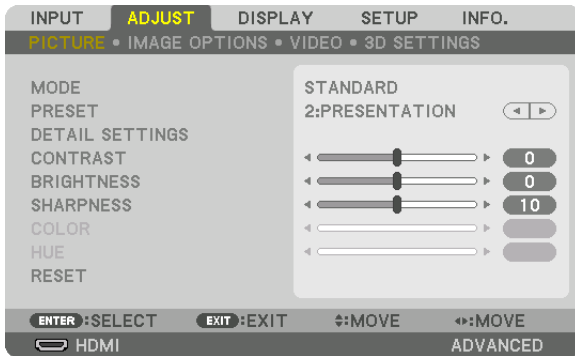 INPUT ADJUST DISPLAY SETUP INFO.
PICTURE • IMAGE OPTIONS • VIDEO • 3D SETTINGS
MODE STANDARD
PRESET 2:PRESENTATION
DETAIL SETTINGS
CONTRAST 0
BRIGHTNESS 0
SHARPNESS 10
COLOR
HUE
RESET
ENTER :SELECT EXIT :EXIT :MOVE :MOVE
HDMI ADVANCED